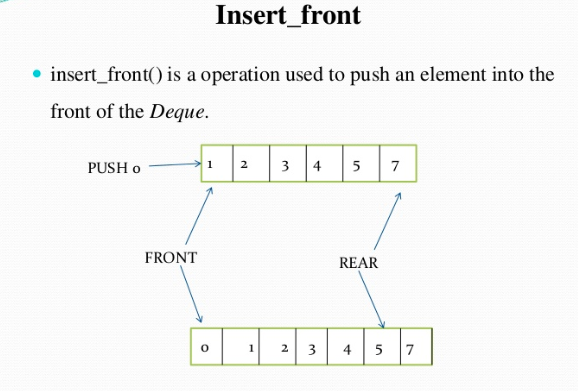 Insert_front
• insert_front() is a operation used to push an element into the
front of the Deque.
PUSH 0 1 2 3 4 5 7
FRONT REAR
0 1 2 3 4 5 7